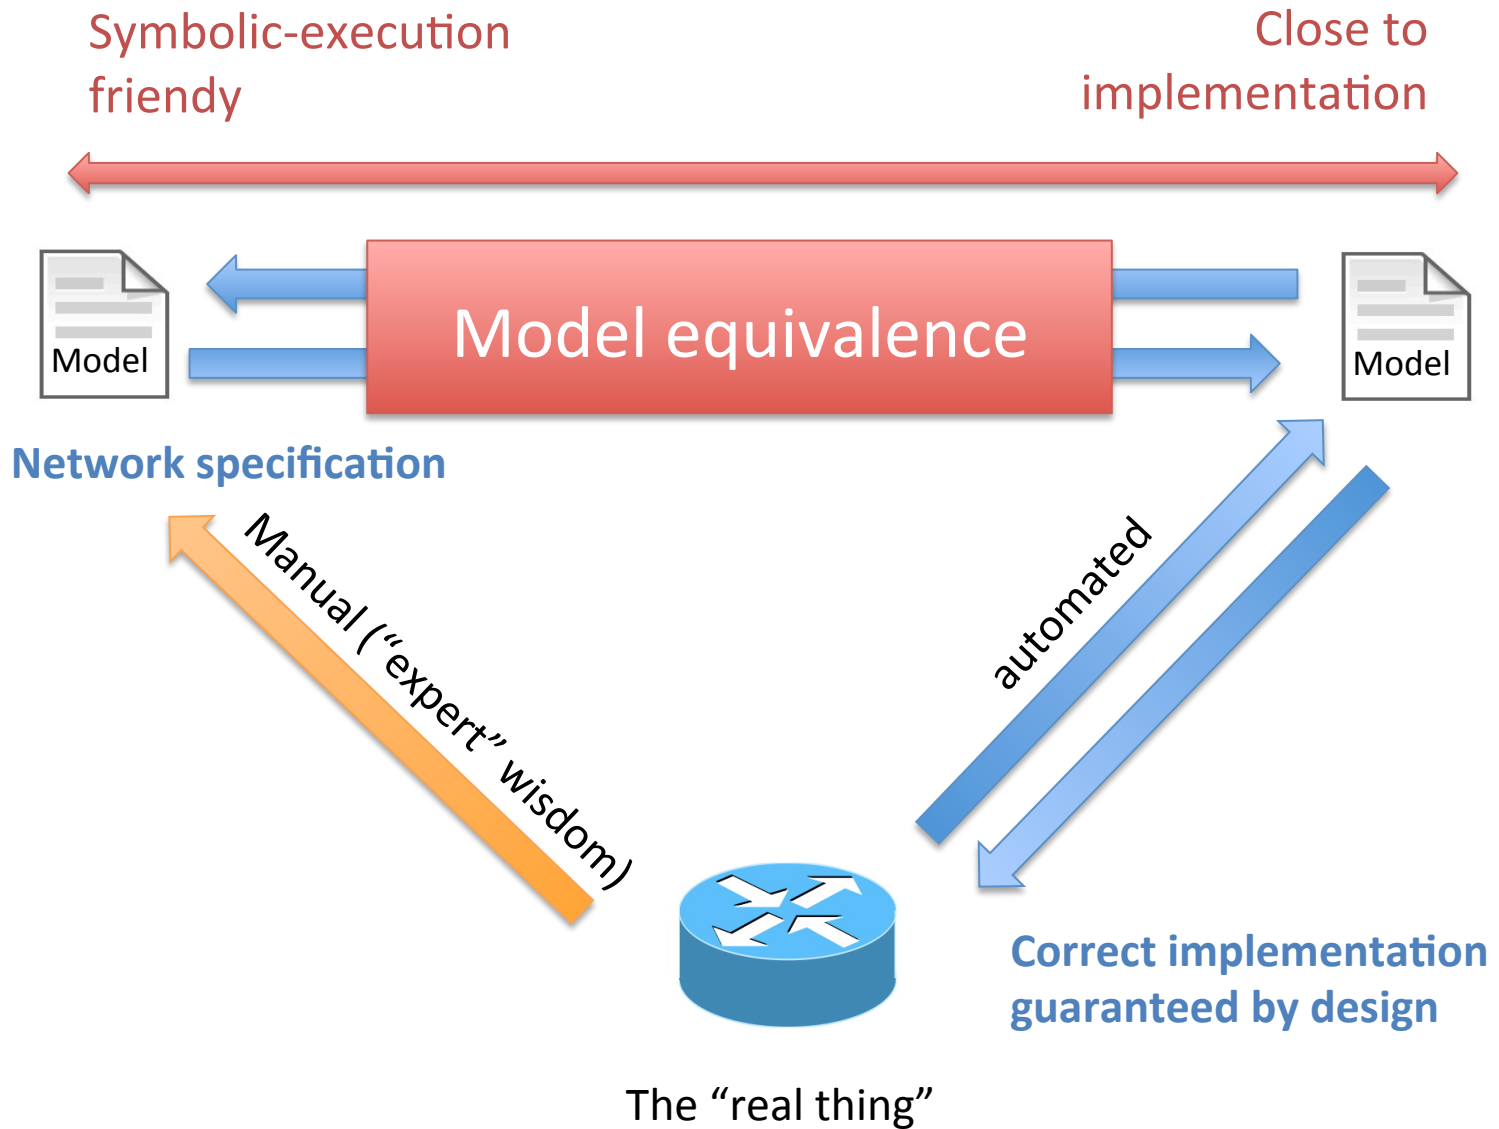 Symbolic-execution
friendy
Close to
implementation
Model equivalence
Model
Model
Network specification
Manual (“expert” wisdom)
automated
Correct implementation
guaranteed by design
The “real thing”